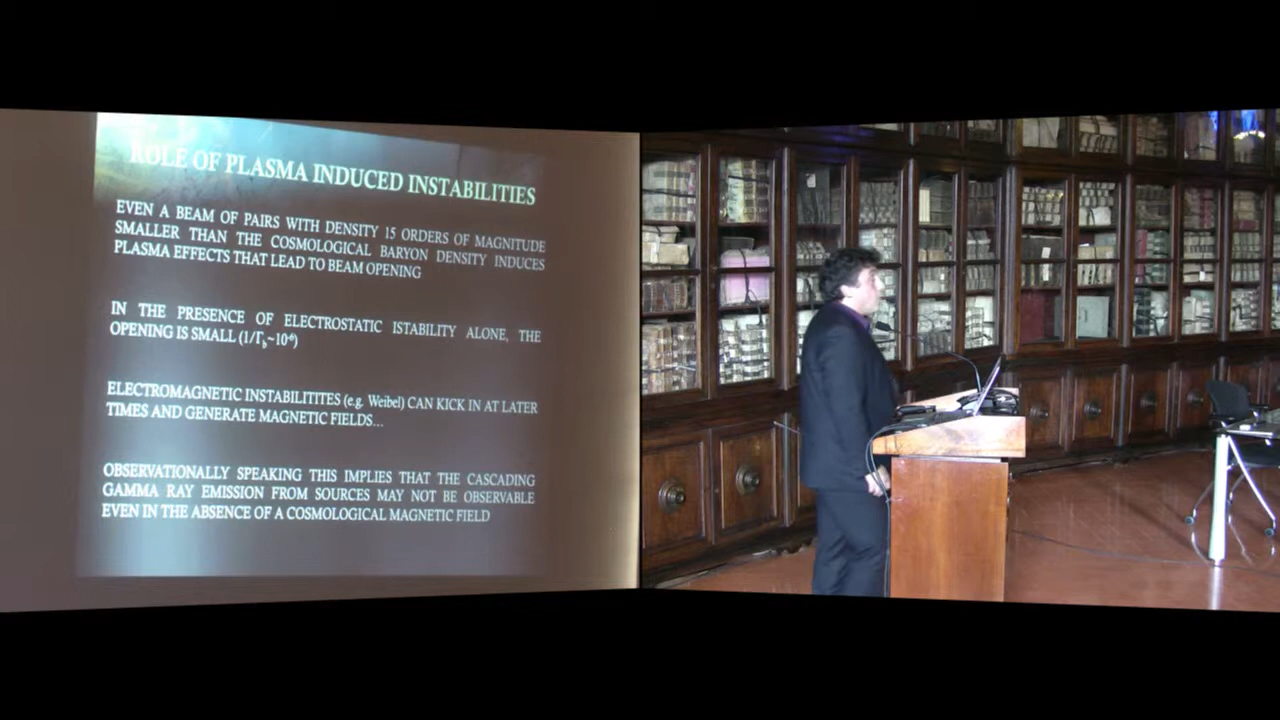 ROLE OF PLASMA INDUCED INSTABILITIES
EVEN A BEAM OF PAIRS WITH DENSITY 15 ORDERS OF MAGNITUDE
SMALLER THAN THE COSMOLOGICAL BARYON DENSITY INDUCES
PLASMA EFFECTS THAT LEAD TO BEAM OPENING
IN THE PRESENCE OF ELECTROSTATIC ISTABILITY ALONE, THE
OPENING IS SMALL (1/Γb~10-6)
ELECTROMAGNETIC INSTABILITITES (e.g. Weibel) CAN KICK IN AT LATER
TIMES AND GENERATE MAGNETIC FIELDS...
OBSERVATIONALLY SPEAKING THIS IMPLIES THAT THE CASCADING
GAMMA RAY EMISSION FROM SOURCES MAY NOT BE OBSERVABLE
EVEN IN THE ABSENCE OF A COSMOLOGICAL MAGNETIC FIELD